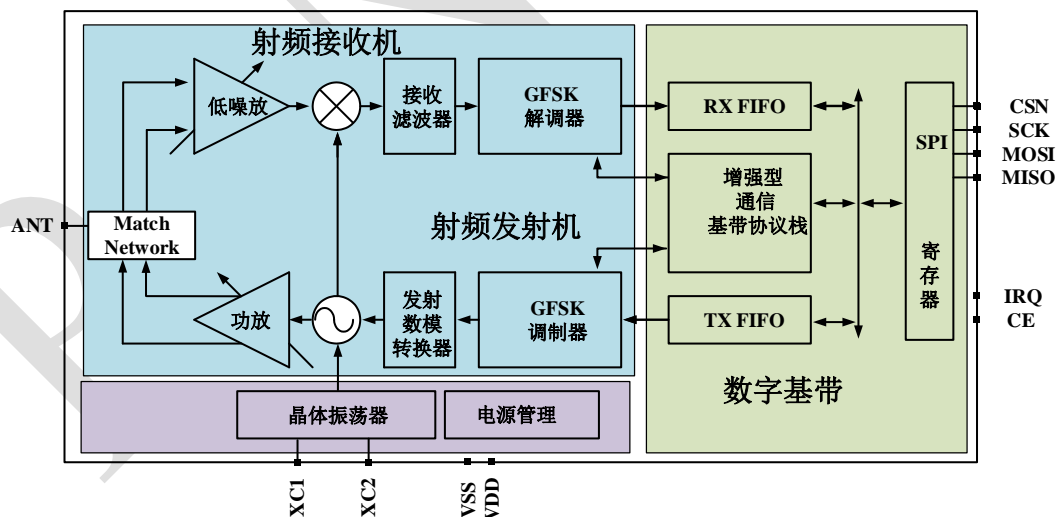 射频接收机
低噪放
接收
滤波器
GFSK
解调器
RX FIFO
SPI
寄存器
CSN
SCK
MOSI
MISO
增强型
通信
基带协议栈
ANT
Match
Network
射频发射机
功放
发射
数模
转换器
GFSK
调制器
TX FIFO
IRQ
CE
数字基带
晶体振荡器
电源管理
XC1
XC2
VSS
VDD